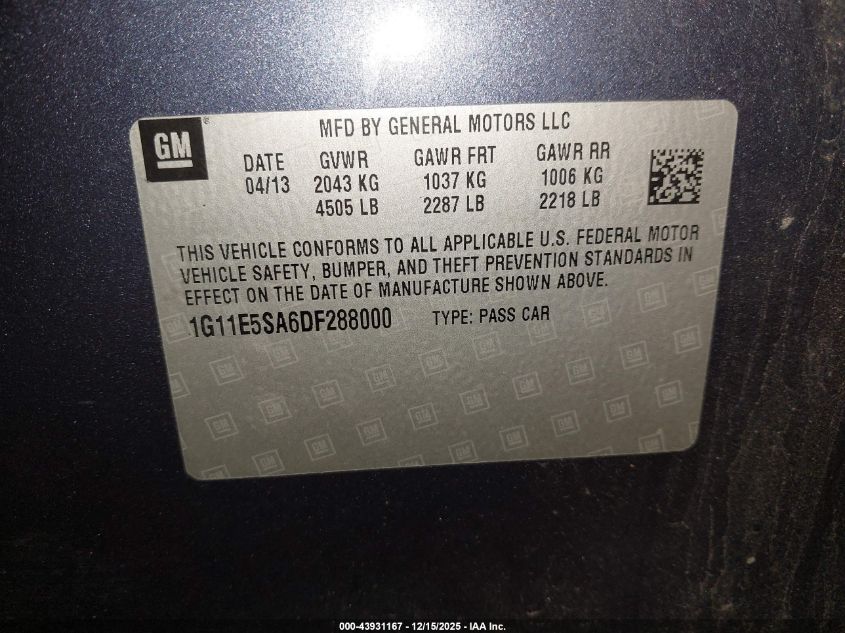 GM
MFD BY GENERAL MOTORS LLC
DATE GVWR GAWR FRT GAWR RR
04/13 2043 KG 1037 KG 1006 KG
4505 LB 2287 LB 2218 LB
THIS VEHICLE CONFORMS TO ALL APPLICABLE U.S. FEDERAL MOTOR
VEHICLE SAFETY, BUMPER, AND THEFT PREVENTION STANDARDS IN
EFFECT ON THE DATE OF MANUFACTURE SHOWN ABOVE.
1G11E5SA6DF288000 TYPE: PASS CAR
000-43931167 - 12/15/2025 - IAA Inc.